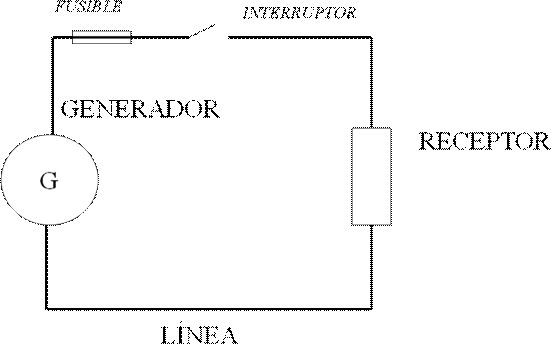 FUSIBLE
INTERRUPTOR
GENERADOR
RECEPTOR
G
LÍNEA